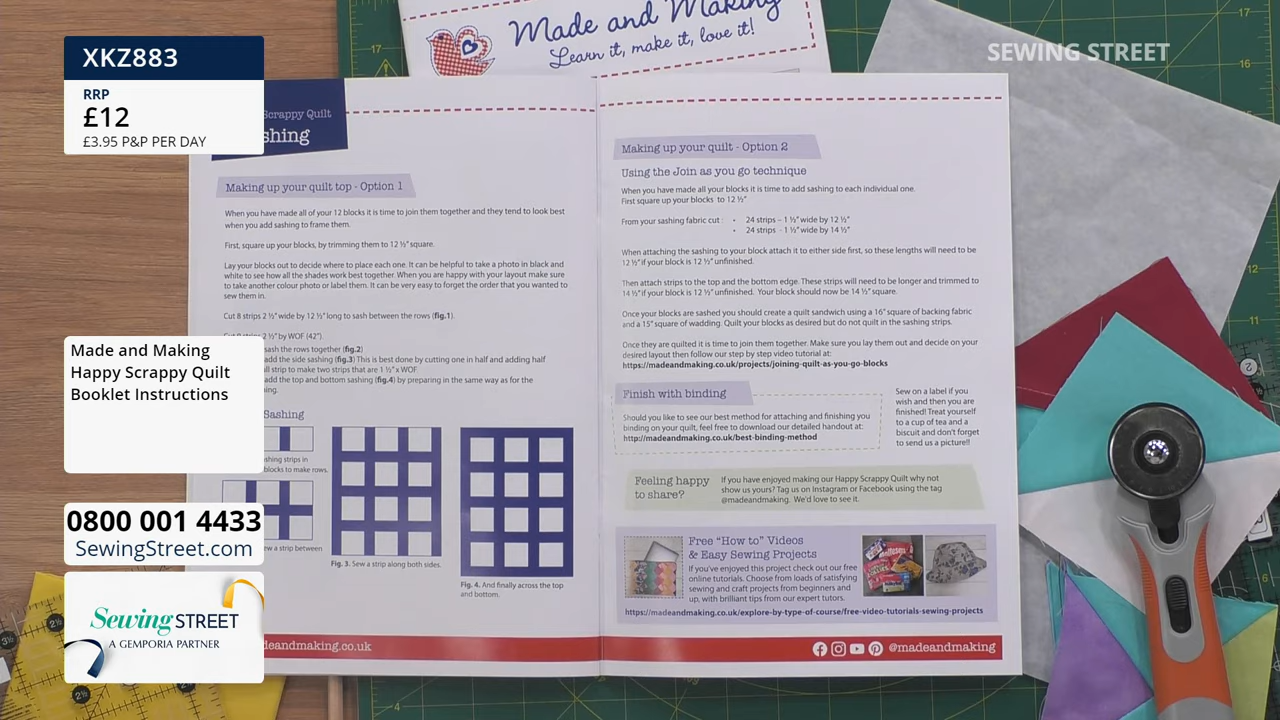 XKZ883
RRP
£12
£3.95 P&P PER DAY
Made and Making
Happy Scrappy Quilt
Booklet Instructions
0800 001 4433
SewingStreet.com
Sewing STREET
A GEMPORIA PARTNER
SEWING STREET
Made and Making
Learn it, make it, love it!
Scrappy Quilt
Making up your quilt top - Option 1
When you have made all of your 12 blocks it is time to join them together and they tend to look best
when you add sashing to frame them.
First, square up your blocks, by trimming them to 12 ½" square.
Lay your blocks out to decide where to place each one. It can be helpful to take a photo in black and
white to see how all the shades work best together. When you are happy with your layout make sure
to take another colour photo or label them. It can be very easy to forget the order that you wanted to
sew them in.
Cut 8 strips 2 ½" wide by 12 ½" long to sash between the rows (fig.1).
2 ½" by WOF (42").
sash the rows together (fig.2)
add the side sashing (fig.3) This is best done by cutting one in half and adding half
strip to make two strips that are 1 ½" x WOF
add the top and bottom sashing (fig.4) by preparing in the same way as for the
Sashing
strips in
blocks to make rows.
a strip between
Fig. 3. Sew a strip along both sides.
Fig. 4. And finally across the top
and bottom.
Making up your quilt - Option 2
Using the Join as you go technique
When you have made all your blocks it is time to add sashing to each individual one.
First square up your blocks to 12 ½"
From your sashing fabric cut : • 24 strips – 1 ½" wide by 12 ½"
• 24 strips - 1 ½" wide by 14 ½"
When attaching the sashing to your block attach it to either side first, so these lengths will need to be
12 ½" if your block is 12 ½" unfinished.
Then attach strips to the top and the bottom edge. These strips will need to be longer and trimmed to
14 ½" if your block is 12 ½" unfinished. Your block should now be 14 ½" square.
Once your blocks are sashed you should create a quilt sandwich using a 16" square of backing fabric
and a 15" square of wadding. Quilt your blocks as desired but do not quilt in the sashing strips.
Once they are quilted it is time to join them. Make sure you lay them out and decide on your
desired layout then follow our step by step video tutorial at:
https://madeandmaking.co.uk/projects/joining-quilt-as-you-go-blocks
Finish with binding
Should you like to see our best method for attaching and finishing you
binding on your quilt, feel free to download our detailed handout at:
http://madeandmaking.co.uk/best-binding-method
Sew on a label if you
wish and then you are
finished! Treat yourself
to a cup of tea and a
biscuit and don't forget
to send us a picture!!
Feeling happy
to share?
If you have enjoyed making our Happy Scrappy Quilt why not
show us yours? Tag us on Instagram or Facebook using the tag
@madeandmaking. We'd love to see it.
Free "How to" Videos
& Easy Sewing Projects
If you've enjoyed this project check out our free
online tutorials. Choose from loads of satisfying
sewing and craft projects from beginners and
up, with brilliant tips from our expert tutors.
https://madeandmaking.co.uk/explore-by-type-of-course/free-video-tutorials-sewing-projects
adeandmaking.co.uk
@madeandmaking
17
17
16
12
11
6
4